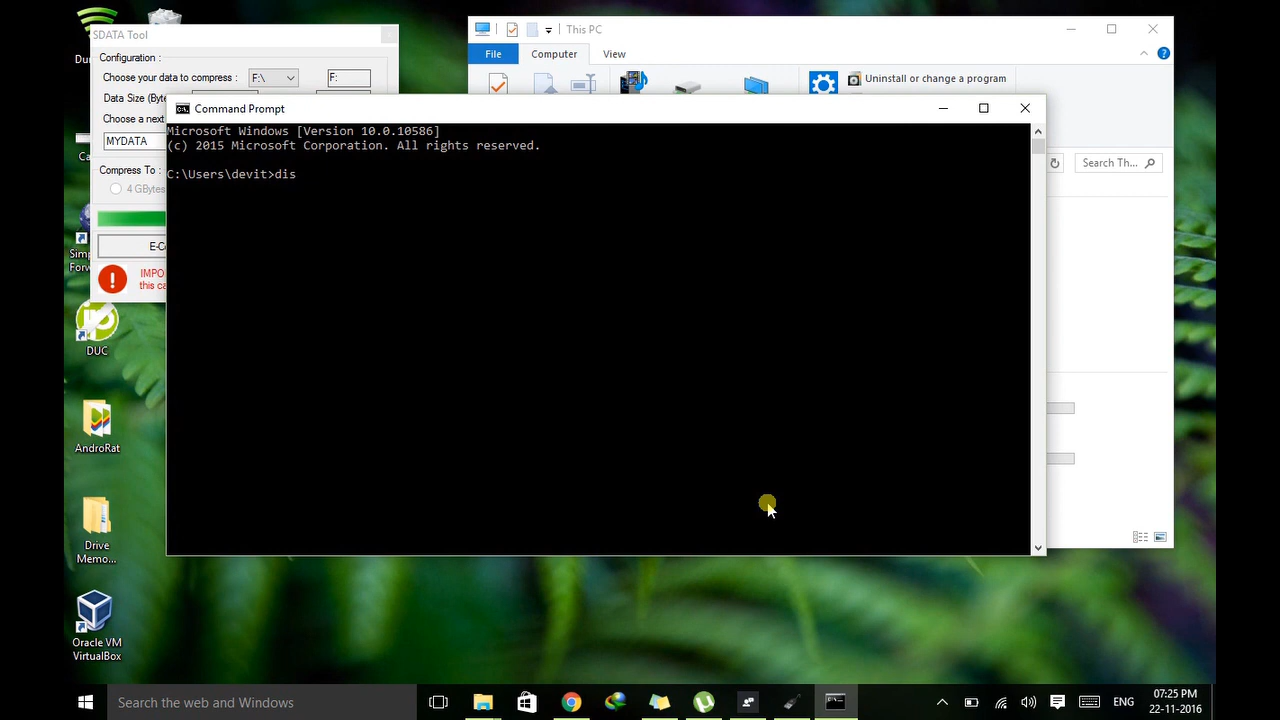 SDATA Tool
Configuration :
Choose your data to compress :
F:\
F:
Data Size (Byte
Choose a next
MYDATA
Compress To :
4 GBytes
E-Co
IMPO
this ca
This PC
File
Computer
View
Uninstall or change a program
Search Th...
Command Prompt
Microsoft Windows [Version 10.0.10586]
(c) 2015 Microsoft Corporation. All rights reserved.
C:\Users\devit>dis
Du
Ca
Simp
Forw
DUC
AndroRat
Drive
Memo...
Oracle VM
VirtualBox
Search the web and Windows
ENG
07:25 PM
22-11-2016